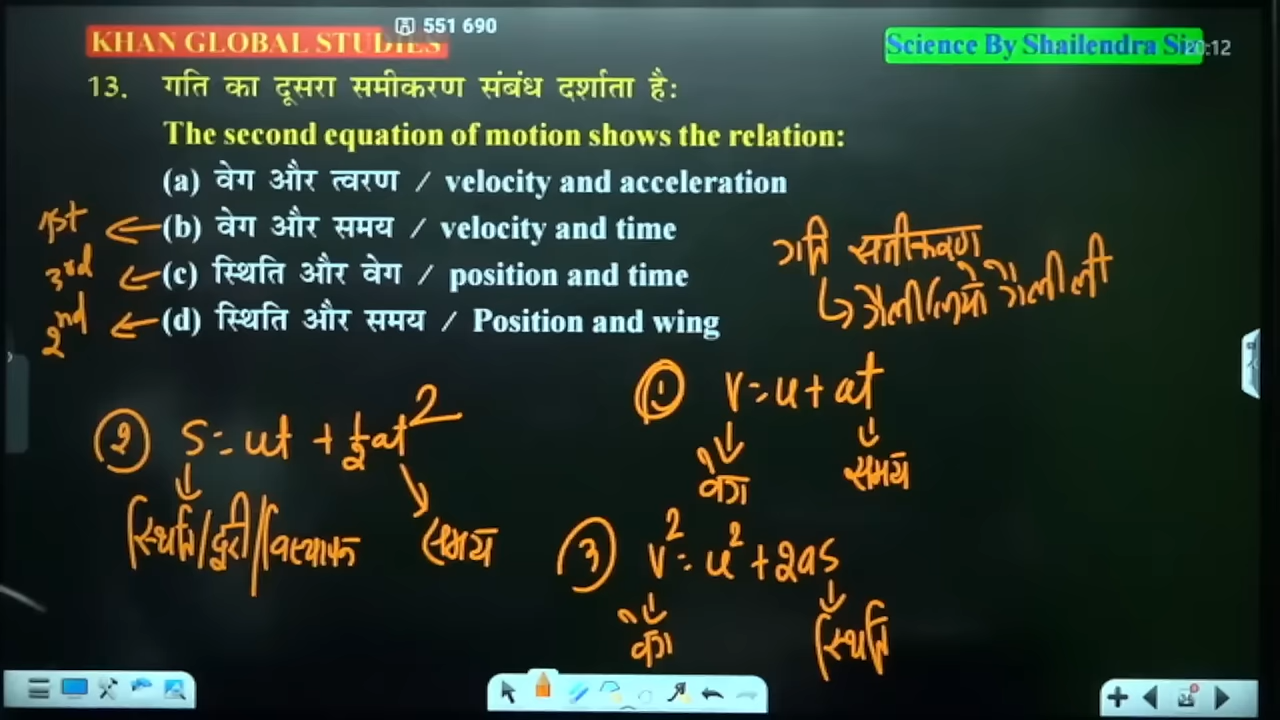 551 690
KHAN GLOBAL STUDIES
Science By Shailendra Si
20:12
13. गति का दूसरा समीकरण संबंध दर्शाता है:
The second equation of motion shows the relation:
(a) वेग और त्वरण / velocity and acceleration
1st ← (b) वेग और समय / velocity and time
3rd ← (c) स्थिति और वेग / position and time
2nd ← (d) स्थिति और समय / Position and wing
गति समीकरण
↳ गैलीलियो गैलीली
① v = u + at
वेग समय
② S = ut + ½at²
स्थिति/दूरी/विस्थापन समय
③ v² = u² + 2as
वेग स्थिति